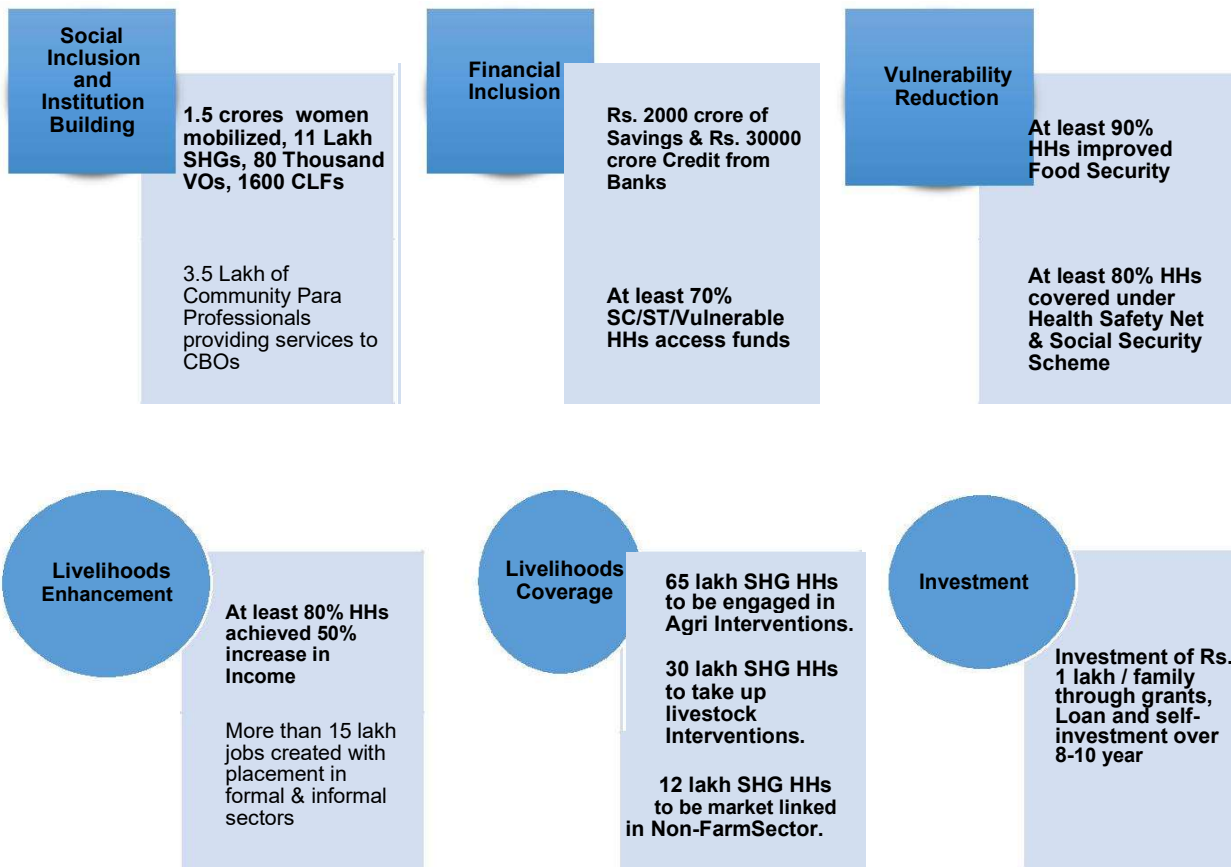 Social
Inclusion
and
Institution
Building
1.5 crores women
mobilized, 11 Lakh
SHGs, 80 Thousand
VOs, 1600 CLFs
3.5 Lakh of
Community Para
Professionals
providing services to
CBOs
Financial
Inclusion
Rs. 2000 crore of
Savings & Rs. 30000
crore Credit from
Banks
At least 70%
SC/ST/Vulnerable
HHs access funds
Vulnerability
Reduction
At least 90%
HHs improved
Food Security
At least 80% HHs
covered under
Health Safety Net
& Social Security
Scheme
Livelihoods
Enhancement
At least 80% HHs
achieved 50%
increase in
Income
More than 15 lakh
jobs created with
placement in
formal & informal
sectors
Livelihoods
Coverage
65 lakh SHG HHs
to be engaged in
Agri Interventions.
30 lakh SHG HHs
to take up
livestock
Interventions.
12 lakh SHG HHs
to be market linked
in Non-FarmSector.
Investment
Investment of Rs.
1 lakh / family
through grants,
Loan and self-
investment over
8-10 year